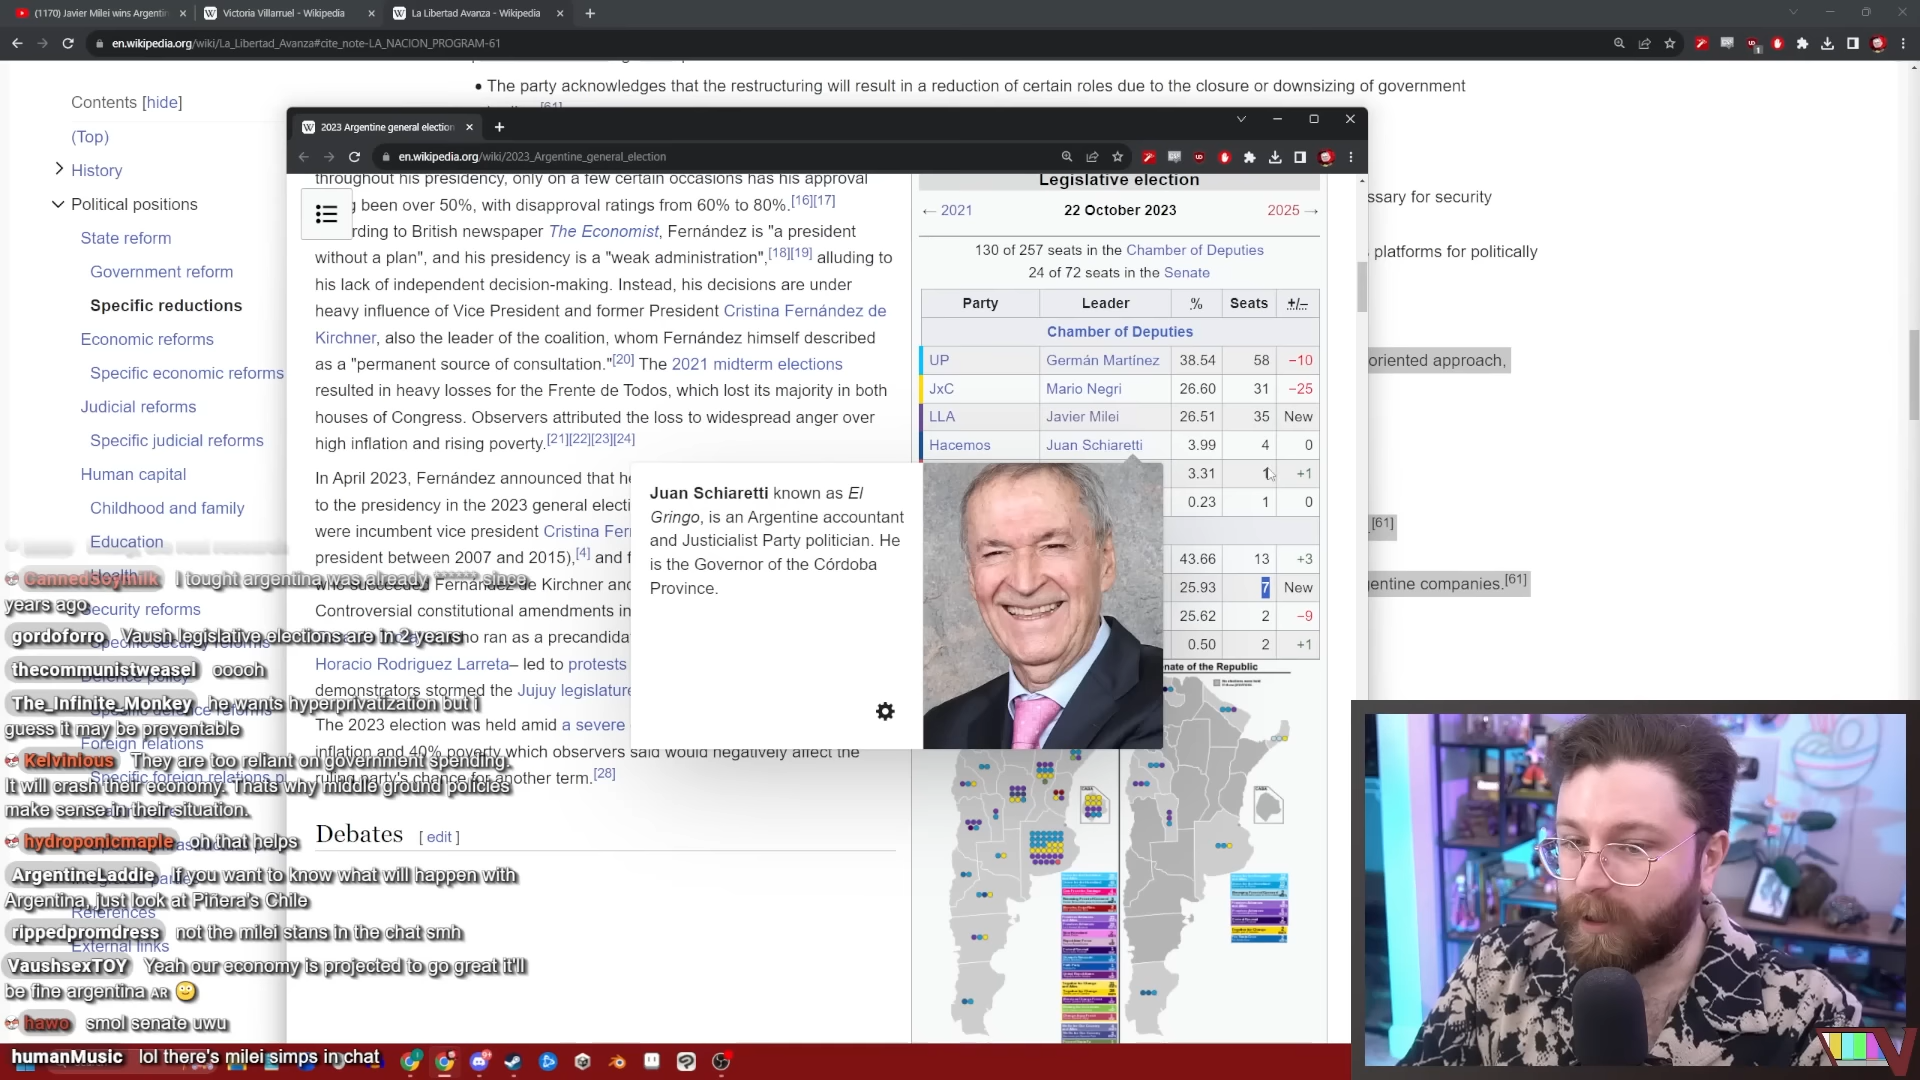 (1170) Javier Milei wins Argentin
Victoria Villarruel - Wikipedia
La Libertad Avanza - Wikipedia
en.wikipedia.org/wiki/La_Libertad_Avanza#cite_note-LA_NACION_PROGRAM-61
• The party acknowledges that the restructuring will result in a reduction of certain roles due to the closure or downsizing of government
Contents [hide]
(Top)
History
Political positions
State reform
Government reform
Specific reductions
Economic reforms
Specific economic reforms
Judicial reforms
Specific judicial reforms
Human capital
Childhood and family
Education
Health
Security reforms
Foreign relations
References
External links
ssary for security
platforms for politically
oriented approach,
[61]
entine companies.[61]
2023 Argentine general election
en.wikipedia.org/wiki/2023_Argentine_general_election
throughout his presidency, only on a few certain occasions has his approval
been over 50%, with disapproval ratings from 60% to 80%.[16][17]
rding to British newspaper The Economist, Fernández is "a president
without a plan", and his presidency is a "weak administration",[18][19] alluding to
his lack of independent decision-making. Instead, his decisions are under
heavy influence of Vice President and former President Cristina Fernández de
Kirchner, also the leader of the coalition, whom Fernández himself described
as a "permanent source of consultation."[20] The 2021 midterm elections
resulted in heavy losses for the Frente de Todos, which lost its majority in both
houses of Congress. Observers attributed the loss to widespread anger over
high inflation and rising poverty.[21][22][23][24]
In April 2023, Fernández announced that he
to the presidency in the 2023 general electi
were incumbent vice president Cristina Fer
president between 2007 and 2015),[4] and f
who succeeded Fernández de Kirchner and
Controversial constitutional amendments in
o ran as a precandida
Horacio Rodriguez Larreta– led to protests
demonstrators stormed the Jujuy legislature
The 2023 election was held amid a severe
inflation and 40% poverty which observers said would negatively affect the
ruling party's chance for another term.[28]
Debates [ edit ]
Legislative election
← 2021 22 October 2023 2025 →
130 of 257 seats in the Chamber of Deputies
24 of 72 seats in the Senate
Party Leader % Seats +/–
Chamber of Deputies
UP Germán Martínez 38.54 58 −10
JxC Mario Negri 26.60 31 −25
LLA Javier Milei 26.51 35 New
Hacemos Juan Schiaretti 3.99 4 0
3.31 1 +1
0.23 1 0
43.66 13 +3
25.93 7 New
25.62 2 −9
0.50 2 +1
nate of the Republic
Juan Schiaretti known as El
Gringo, is an Argentine accountant
and Justicialist Party politician. He
is the Governor of the Córdoba
Province.
CannedSoymilk I tought argentina was already ****** since
years ago
gordoforro Vaush legislative elections are in 2 years
thecommunistweasel ooooh
The_Infinite_Monkey he wants hyperprivatization but i
guess it may be preventable
Kelvinious They are too reliant on government spending.
It will crash their economy. Thats why middle ground policies
make sense in their situation.
hydroponicmaple oh that helps
ArgentineLaddie If you want to know what will happen with
Argentina, just look at Piñera's Chile
rippedpromdress not the milei stans in the chat smh
VaushsexTOY Yeah our economy is projected to go great it'll
be fine argentina AR
hawo smol senate uwu
humanMusic lol there's milei simps in chat